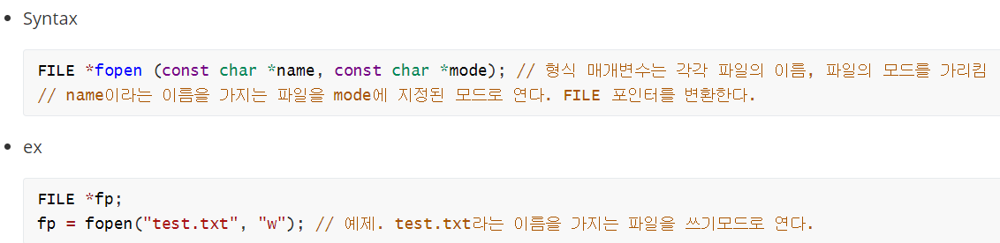 Syntax
FILE *fopen (const char *name, const char *mode); // 형식 매개변수는 각각 파일의 이름, 파일의 모드를 가리킴
// name이라는 이름을 가지는 파일을 mode에 지정된 모드로 연다. FILE 포인터를 변환한다.
ex
FILE *fp;
fp = fopen("test.txt", "w"); // 예제. test.txt라는 이름을 가지는 파일을 쓰기모드로 연다.